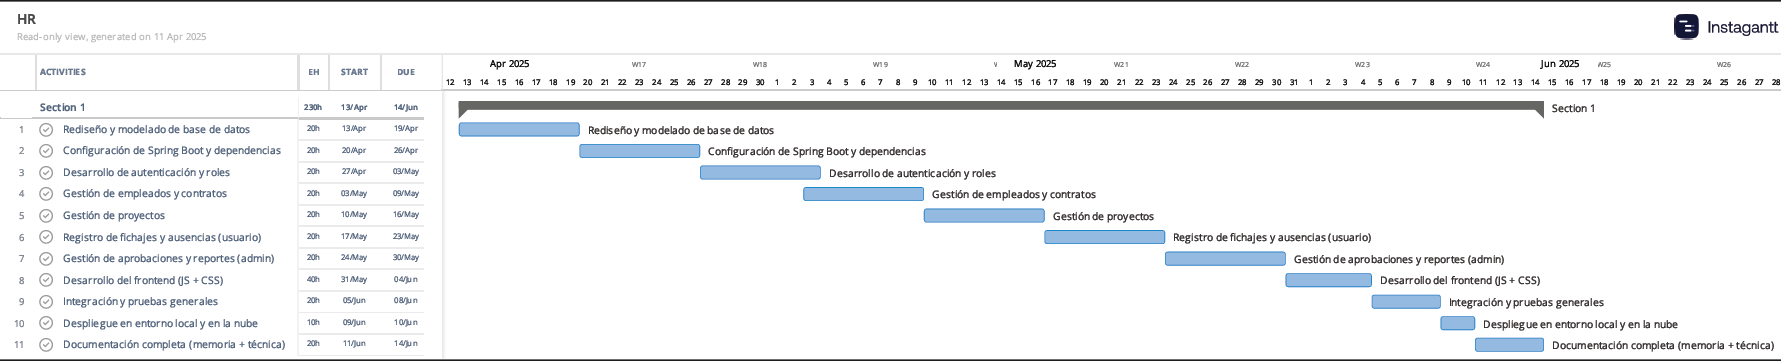 HR
Read-only view, generated on 11 Apr 2025
Instagantt
ACTIVITIES EH START DUE Apr 2025 W17 W18 W19 W May 2025 W21 W22 W23 W24 Jun 2025 W25 W26
12 13 14 15 16 17 18 19 20 21 22 23 24 25 26 27 28 29 30 1 2 3 4 5 6 7 8 9 10 11 12 13 14 15 16 17 18 19 20 21 22 23 24 25 26 27 28 29 30 31 1 2 3 4 5 6 7 8 9 10 11 12 13 14 15 16 17 18 19 20 21 22 23 24 25 26 27 28
Section 1 230h 13/Apr 14/Jun Section 1
1 Rediseño y modelado de base de datos 20h 13/Apr 19/Apr Rediseño y modelado de base de datos
2 Configuración de Spring Boot y dependencias 20h 20/Apr 26/Apr Configuración de Spring Boot y dependencias
3 Desarrollo de autenticación y roles 20h 27/Apr 03/May Desarrollo de autenticación y roles
4 Gestión de empleados y contratos 20h 03/May 09/May Gestión de empleados y contratos
5 Gestión de proyectos 20h 10/May 16/May Gestión de proyectos
6 Registro de fichajes y ausencias (usuario) 20h 17/May 23/May Registro de fichajes y ausencias (usuario)
7 Gestión de aprobaciones y reportes (admin) 20h 24/May 30/May Gestión de aprobaciones y reportes (admin)
8 Desarrollo del frontend (JS + CSS) 40h 31/May 04/Jun Desarrollo del frontend (JS + CSS)
9 Integración y pruebas generales 20h 05/Jun 08/Jun Integración y pruebas generales
10 Despliegue en entorno local y en la nube 10h 09/Jun 10/Jun Despliegue en entorno local y en la nube
11 Documentación completa (memoria + técnica) 20h 11/Jun 14/Jun Documentación completa (memoria + técnica)